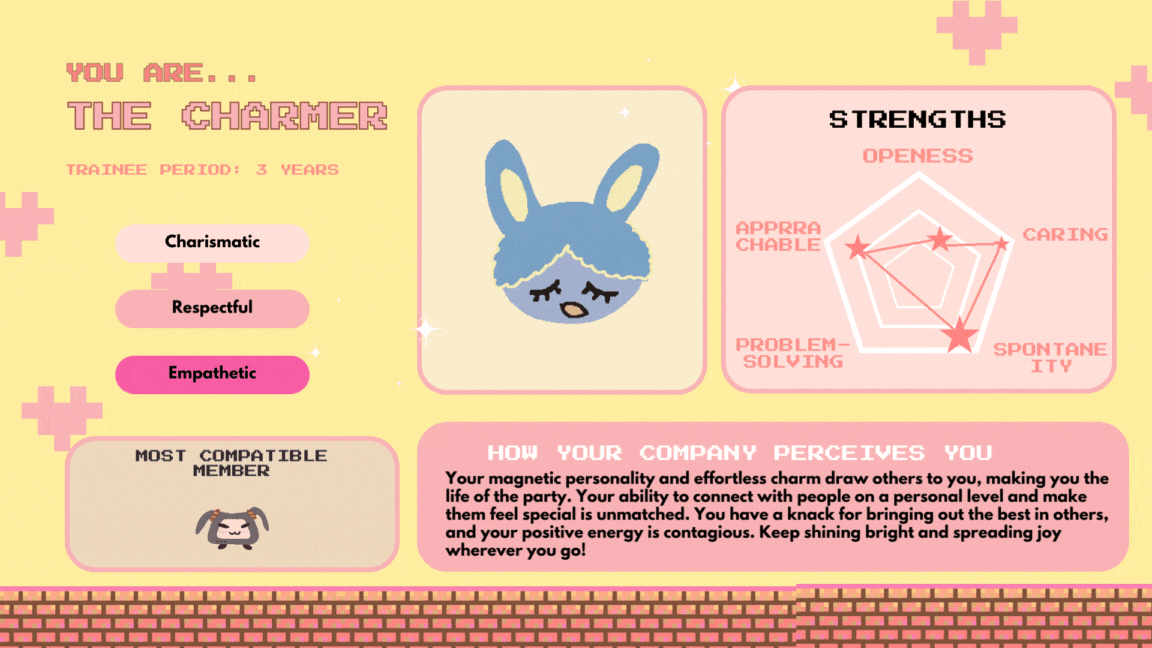 YOU ARE...
THE CHARMER
TRAINEE PERIOD: 3 YEARS
Charismatic
Respectful
Empathetic
MOST COMPATIBLE
MEMBER
STRENGTHS
OPENESS
APPRRA
CHABLE
CARING
PROBLEM-
SOLVING
SPONTANE
ITY
HOW YOUR COMPANY PERCEIVES YOU
Your magnetic personality and effortless charm draw others to you, making you the
life of the party. Your ability to connect with people on a personal level and make
them feel special is unmatched. You have a knack for bringing out the best in others,
and your positive energy is contagious. Keep shining bright and spreading joy
wherever you go!